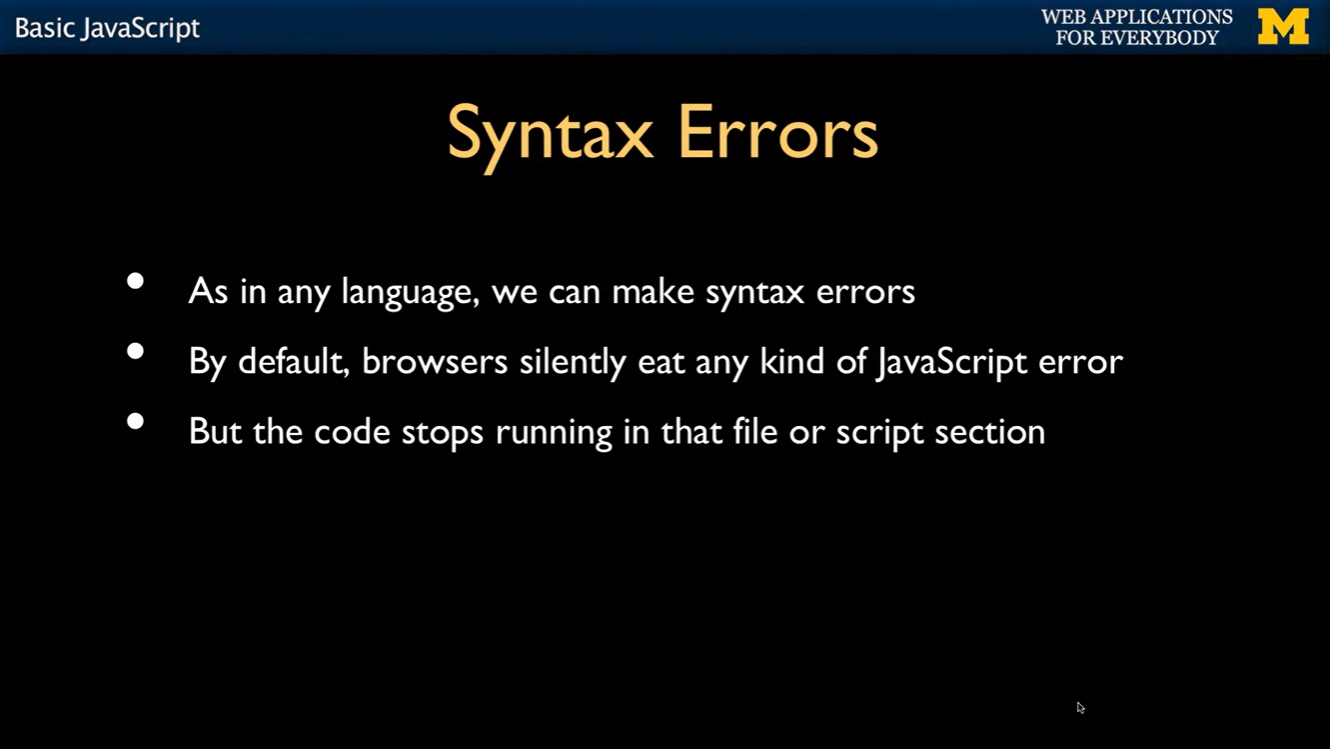 Basic JavaScript
WEB APPLICATIONS
FOR EVERYBODY
M
Syntax Errors
• As in any language, we can make syntax errors
• By default, browsers silently eat any kind of JavaScript error
• But the code stops running in that file or script section